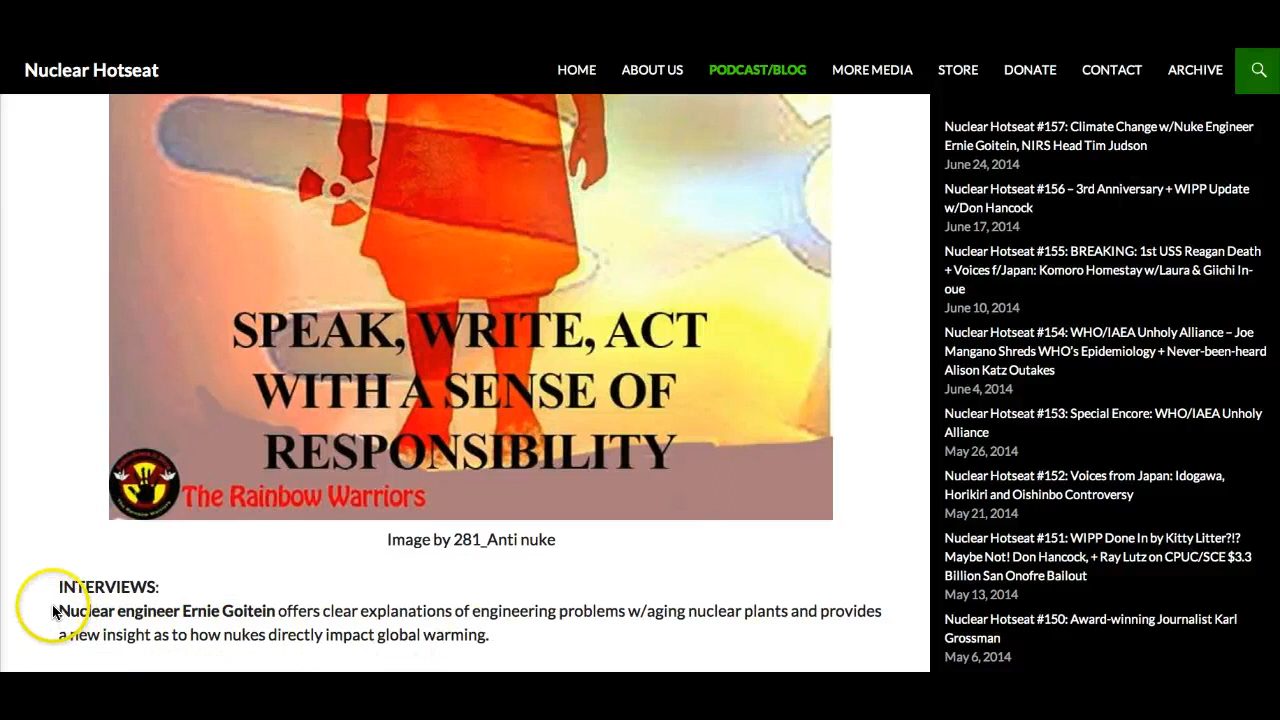 Nuclear Hotseat
HOME ABOUT US PODCAST/BLOG MORE MEDIA STORE DONATE CONTACT ARCHIVE
SPEAK, WRITE, ACT
WITH A SENSE OF
RESPONSIBILITY
The Rainbow Warriors
Image by 281_Anti nuke
INTERVIEWS:
Nuclear engineer Ernie Goitein offers clear explanations of engineering problems w/aging nuclear plants and provides
a new insight as to how nukes directly impact global warming.
Nuclear Hotseat #157: Climate Change w/Nuke Engineer
Ernie Goitein, NIRS Head Tim Judson
June 24, 2014
Nuclear Hotseat #156 – 3rd Anniversary + WIPP Update
w/Don Hancock
June 17, 2014
Nuclear Hotseat #155: BREAKING: 1st USS Reagan Death
+ Voices f/Japan: Komoro Homestay w/Laura & Giichi In-
oue
June 10, 2014
Nuclear Hotseat #154: WHO/IAEA Unholy Alliance – Joe
Mangano Shreds WHO's Epidemiology + Never-been-heard
Alison Katz Outakes
June 4, 2014
Nuclear Hotseat #153: Special Encore: WHO/IAEA Unholy
Alliance
May 26, 2014
Nuclear Hotseat #152: Voices from Japan: Idogawa,
Horikiri and Oishinbo Controversy
May 21, 2014
Nuclear Hotseat #151: WIPP Done In by Kitty Litter?!?
Maybe Not! Don Hancock, + Ray Lutz on CPUC/SCE $3.3
Billion San Onofre Bailout
May 13, 2014
Nuclear Hotseat #150: Award-winning Journalist Karl
Grossman
May 6, 2014